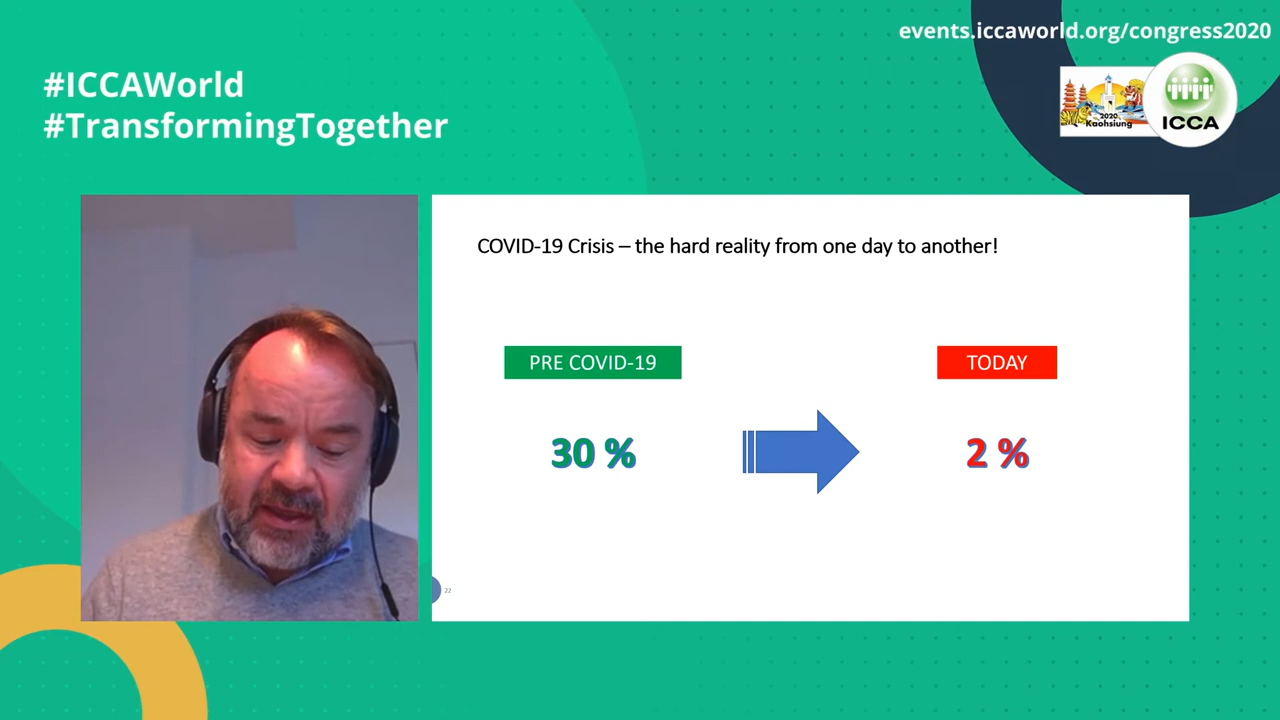 events.iccaworld.org/congress2020
#ICCAWorld
#TransformingTogether
2020
Kaohsiung
ICCA
COVID-19 Crisis – the hard reality from one day to another!
PRE COVID-19
TODAY
30 %
2 %
22